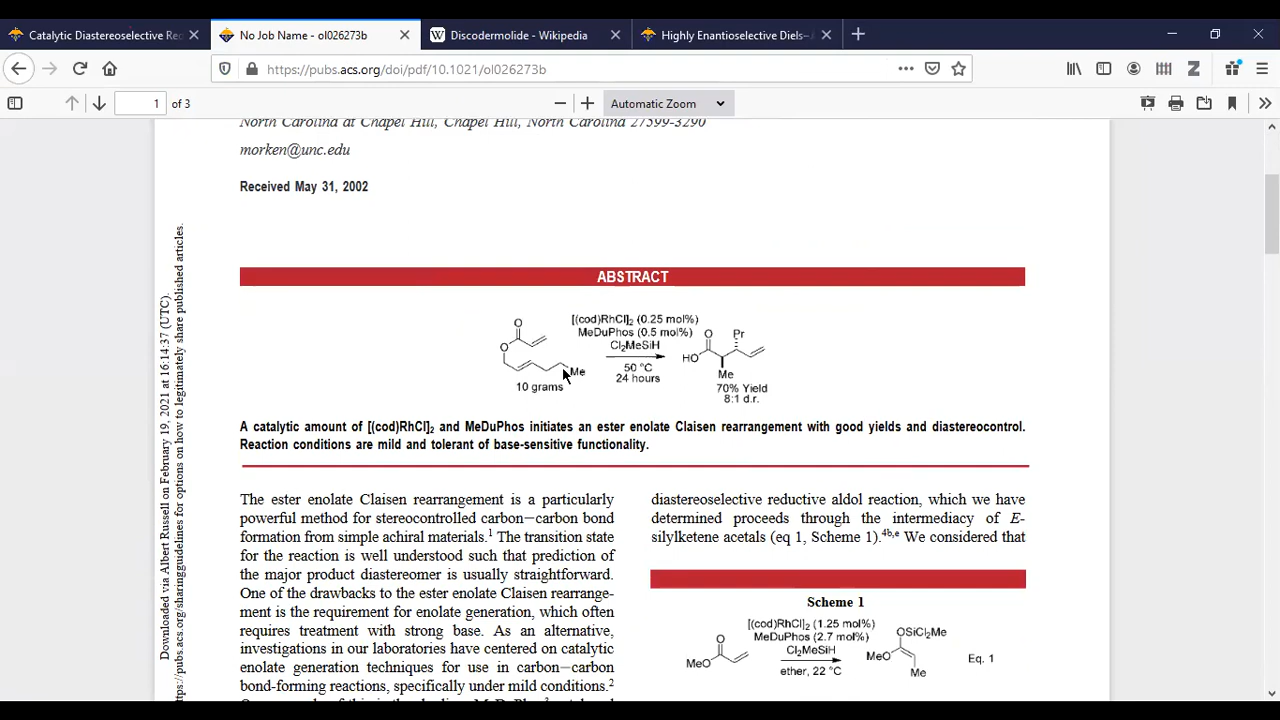 Catalytic Diastereoselective Rec
No Job Name - ol026273b
Discodermolide - Wikipedia
Highly Enantioselective Diels–A
https://pubs.acs.org/doi/pdf/10.1021/ol026273b
1 of 3
Automatic Zoom
North Carolina at Chapel Hill, Chapel Hill, North Carolina 27599-3290
morken@unc.edu
Received May 31, 2002
ABSTRACT
[(cod)RhCl]2 (0.25 mol%)
MeDuPhos (0.5 mol%)
Cl2MeSiH
50 °C
24 hours
O
O
Me
10 grams
O
Pr
HO
Me
70% Yield
8:1 d.r.
A catalytic amount of [(cod)RhCl]2 and MeDuPhos initiates an ester enolate Claisen rearrangement with good yields and diastereocontrol.
Reaction conditions are mild and tolerant of base-sensitive functionality.
The ester enolate Claisen rearrangement is a particularly
powerful method for stereocontrolled carbon−carbon bond
formation from simple achiral materials.1 The transition state
for the reaction is well understood such that prediction of
the major product diastereomer is usually straightforward.
One of the drawbacks to the ester enolate Claisen rearrange-
ment is the requirement for enolate generation, which often
requires treatment with strong base. As an alternative,
investigations in our laboratories have centered on catalytic
enolate generation techniques for use in carbon−carbon
bond-forming reactions, specifically under mild conditions.2
diastereoselective reductive aldol reaction, which we have
determined proceeds through the intermediacy of E-
silylketene acetals (eq 1, Scheme 1).4b,e We considered that
Scheme 1
[(cod)RhCl]2 (1.25 mol%)
MeDuPhos (2.7 mol%)
Cl2MeSiH
ether, 22 °C
O
MeO
OSiCl2Me
MeO
Me
Eq. 1
Downloaded via Albert Russell on February 19, 2021 at 16:14:37 (UTC).
https://pubs.acs.org/sharingguidelines for options on how to legitimately share published articles.